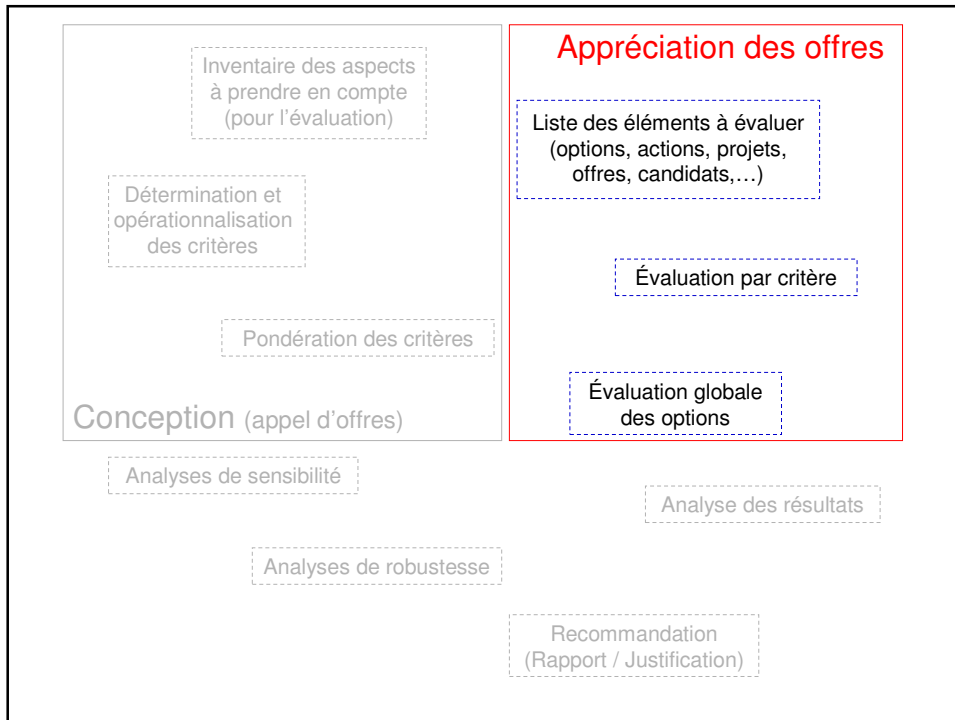 Inventaire des aspects
à prendre en compte
(pour l'évaluation)
Détermination et
opérationnalisation
des critères
Pondération des critères
Conception (appel d'offres)
Appréciation des offres
Liste des éléments à évaluer
(options, actions, projets,
offres, candidats,…)
Évaluation par critère
Évaluation globale
des options
Analyses de sensibilité
Analyse des résultats
Analyses de robustesse
Recommandation
(Rapport / Justification)